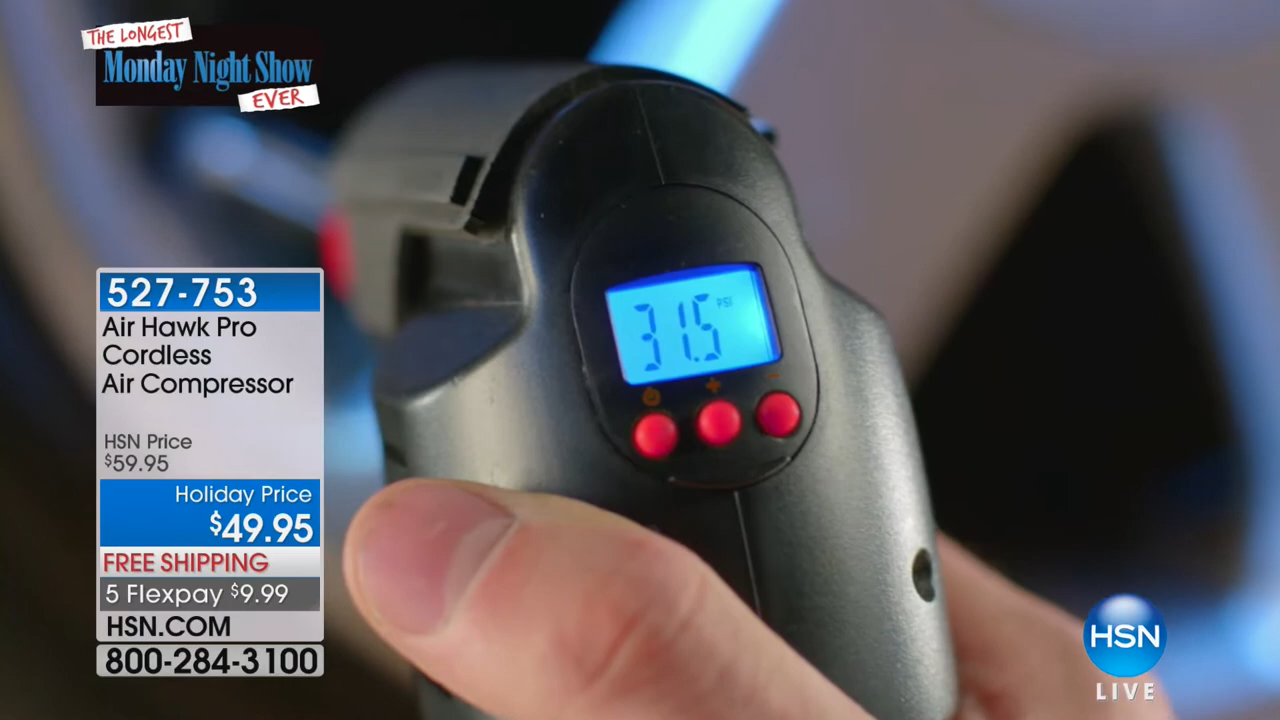 THE LONGEST
Monday Night Show
EVER
527-753
Air Hawk Pro
Cordless
Air Compressor
HSN Price
$59.95
Holiday Price
$49.95
FREE SHIPPING
5 Flexpay $9.99
HSN.COM
800-284-3100
31.5 PSI
+ -
HSN
LIVE